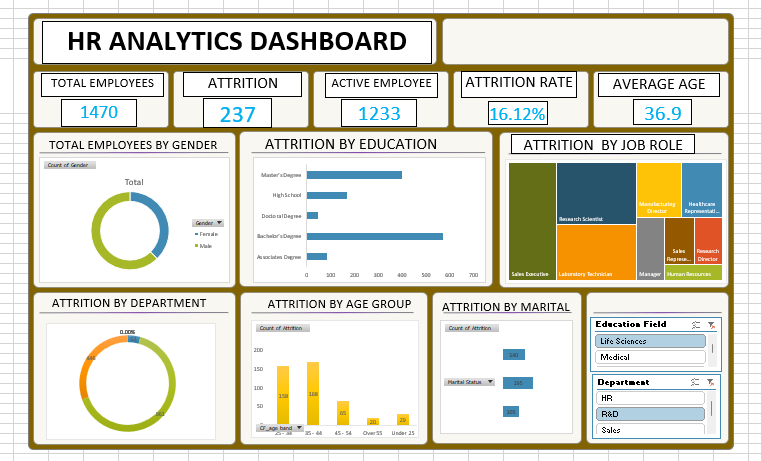 HR ANALYTICS DASHBOARD
TOTAL EMPLOYEES
1470
ATTRITION
237
ACTIVE EMPLOYEE
1233
ATTRITION RATE
16.12%
AVERAGE AGE
36.9
TOTAL EMPLOYEES BY GENDER
Count of Gender
Total
Gender
Female
Male
ATTRITION BY EDUCATION
Master's Degree
High School
Doctoral Degree
Bachelor's Degree
Associates Degree
0 100 200 300 400 500 600 700
ATTRITION BY JOB ROLE
Sales Executive
Research Scientist
Laboratory Technician
Manufacturing Director
Healthcare Representati...
Manager
Sales Represe...
Research Director
Human Resources
ATTRITION BY DEPARTMENT
0.00%
ATTRITION BY AGE GROUP
Count of Attrition
200
150
100
50
158
168
65
20
29
CF_age band
25 - 34
35 - 44
45 - 54
Over 55
Under 25
ATTRITION BY MARITAL
Count of Attrition
Marital Status
Education Field
Life Sciences
Medical
Department
HR
R&D
Sales